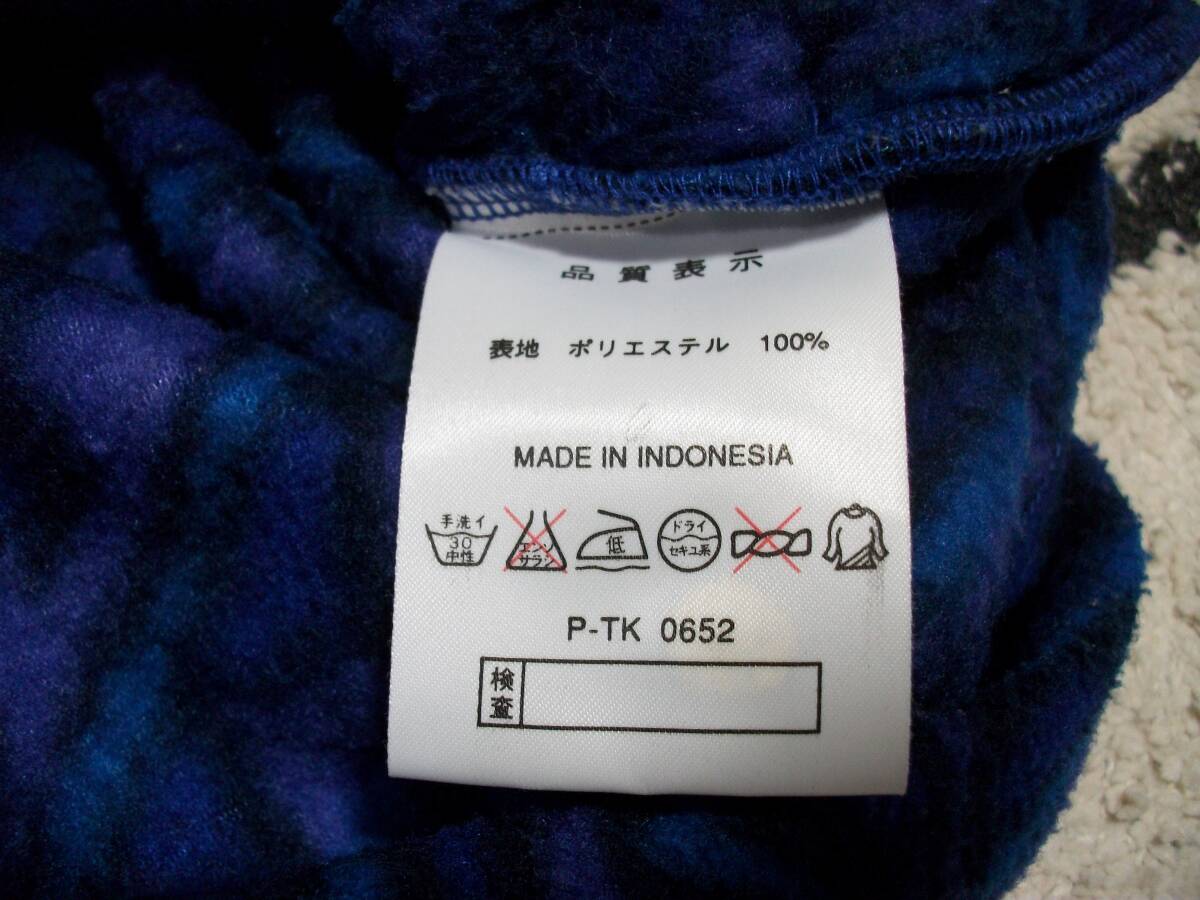 品質表示
表地 ポリエステル 100%
MADE IN INDONESIA
手洗イ
30
中性
エンソ
サラシ
低
ドライ
セキユ系
P-TK 0652
検査